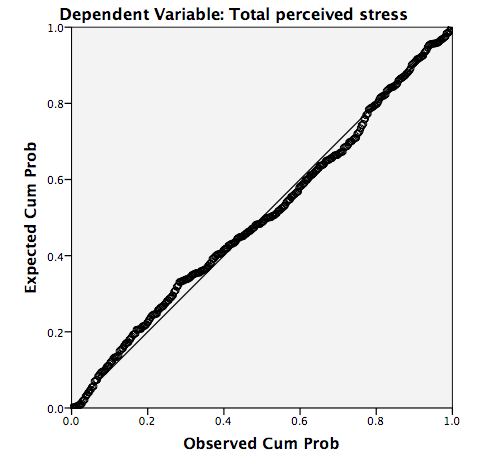 Dependent Variable: Total perceived stress
1.0
0.8
0.6
0.4
0.2
0.0
Expected Cum Prob
0.0 0.2 0.4 0.6 0.8 1.0
Observed Cum Prob